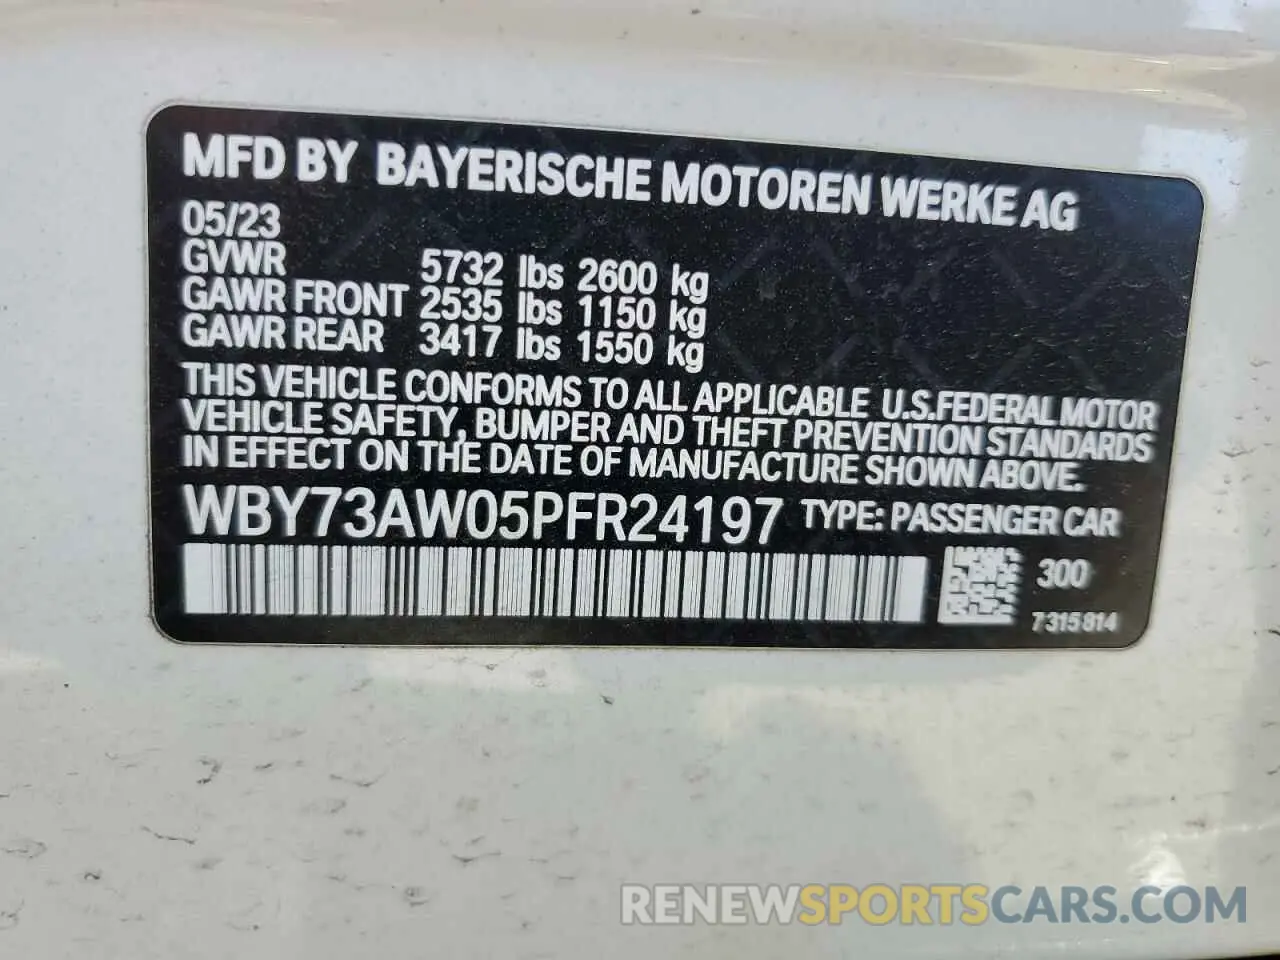 MFD BY BAYERISCHE MOTOREN WERKE AG
05/23
GVWR 5732 lbs 2600 kg
GAWR FRONT 2535 lbs 1150 kg
GAWR REAR 3417 lbs 1550 kg
THIS VEHICLE CONFORMS TO ALL APPLICABLE U.S.FEDERAL MOTOR
VEHICLE SAFETY, BUMPER AND THEFT PREVENTION STANDARDS
IN EFFECT ON THE DATE OF MANUFACTURE SHOWN ABOVE.
WBY73AW05PFR24197 TYPE: PASSENGER CAR
300
7315814
RENEWSPORTSCARS.COM